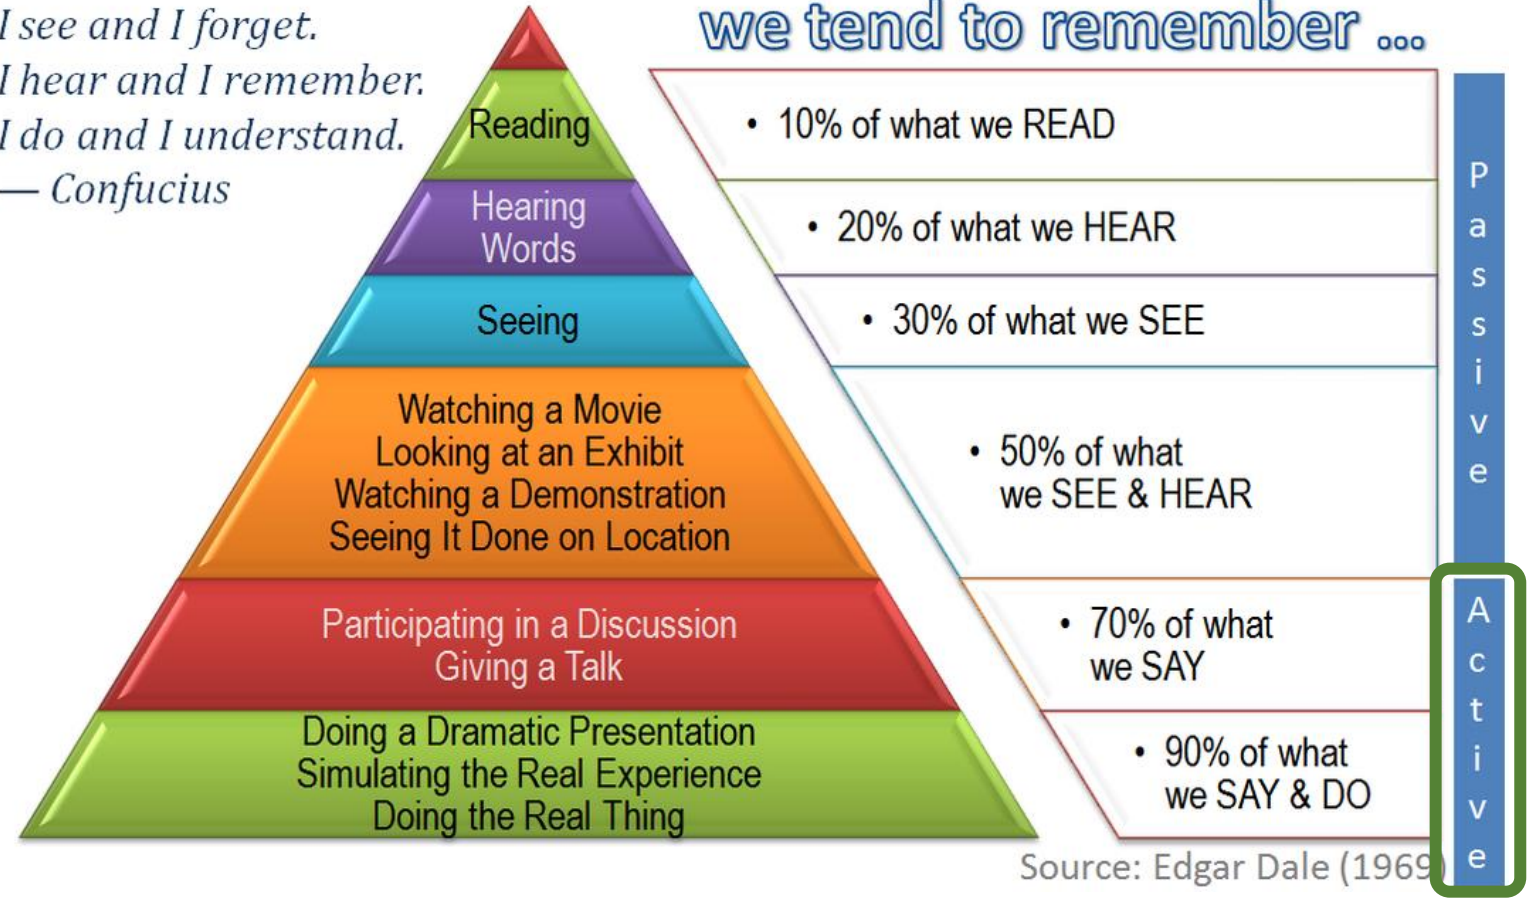 I see and I forget.
I hear and I remember.
I do and I understand.
— Confucius
we tend to remember ...
Reading
• 10% of what we READ
Hearing
Words
• 20% of what we HEAR
Seeing
• 30% of what we SEE
Watching a Movie
Looking at an Exhibit
Watching a Demonstration
Seeing It Done on Location
• 50% of what
we SEE & HEAR
Participating in a Discussion
Giving a Talk
• 70% of what
we SAY
Doing a Dramatic Presentation
Simulating the Real Experience
Doing the Real Thing
• 90% of what
we SAY & DO
Passive
Active
Source: Edgar Dale (1969)